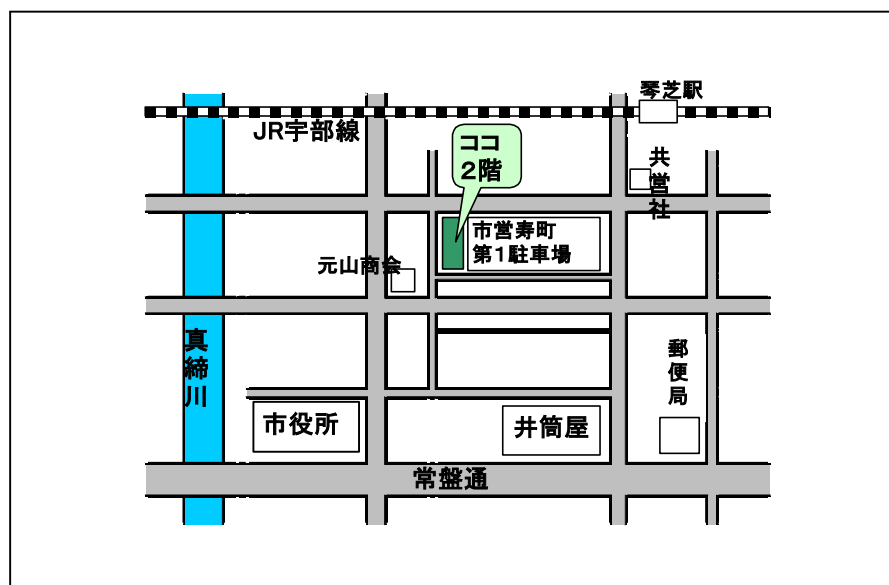 琴芝駅
JR宇部線
ココ
２階
共営社
市営寿町
第１駐車場
元山商会
真締川
郵便局
市役所
井筒屋
常盤通